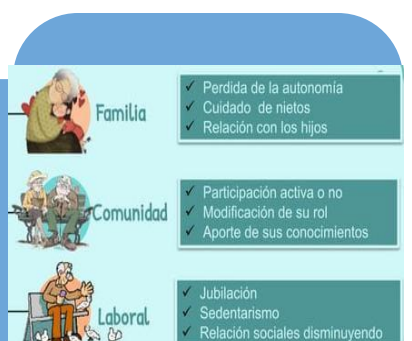 Familia
✓ Perdida de la autonomía
✓ Cuidado de nietos
✓ Relación con los hijos
Comunidad
✓ Participación activa o no
✓ Modificación de su rol
✓ Aporte de sus conocimientos
Laboral
✓ Jubilación
✓ Sedentarismo
✓ Relación sociales disminuyendo